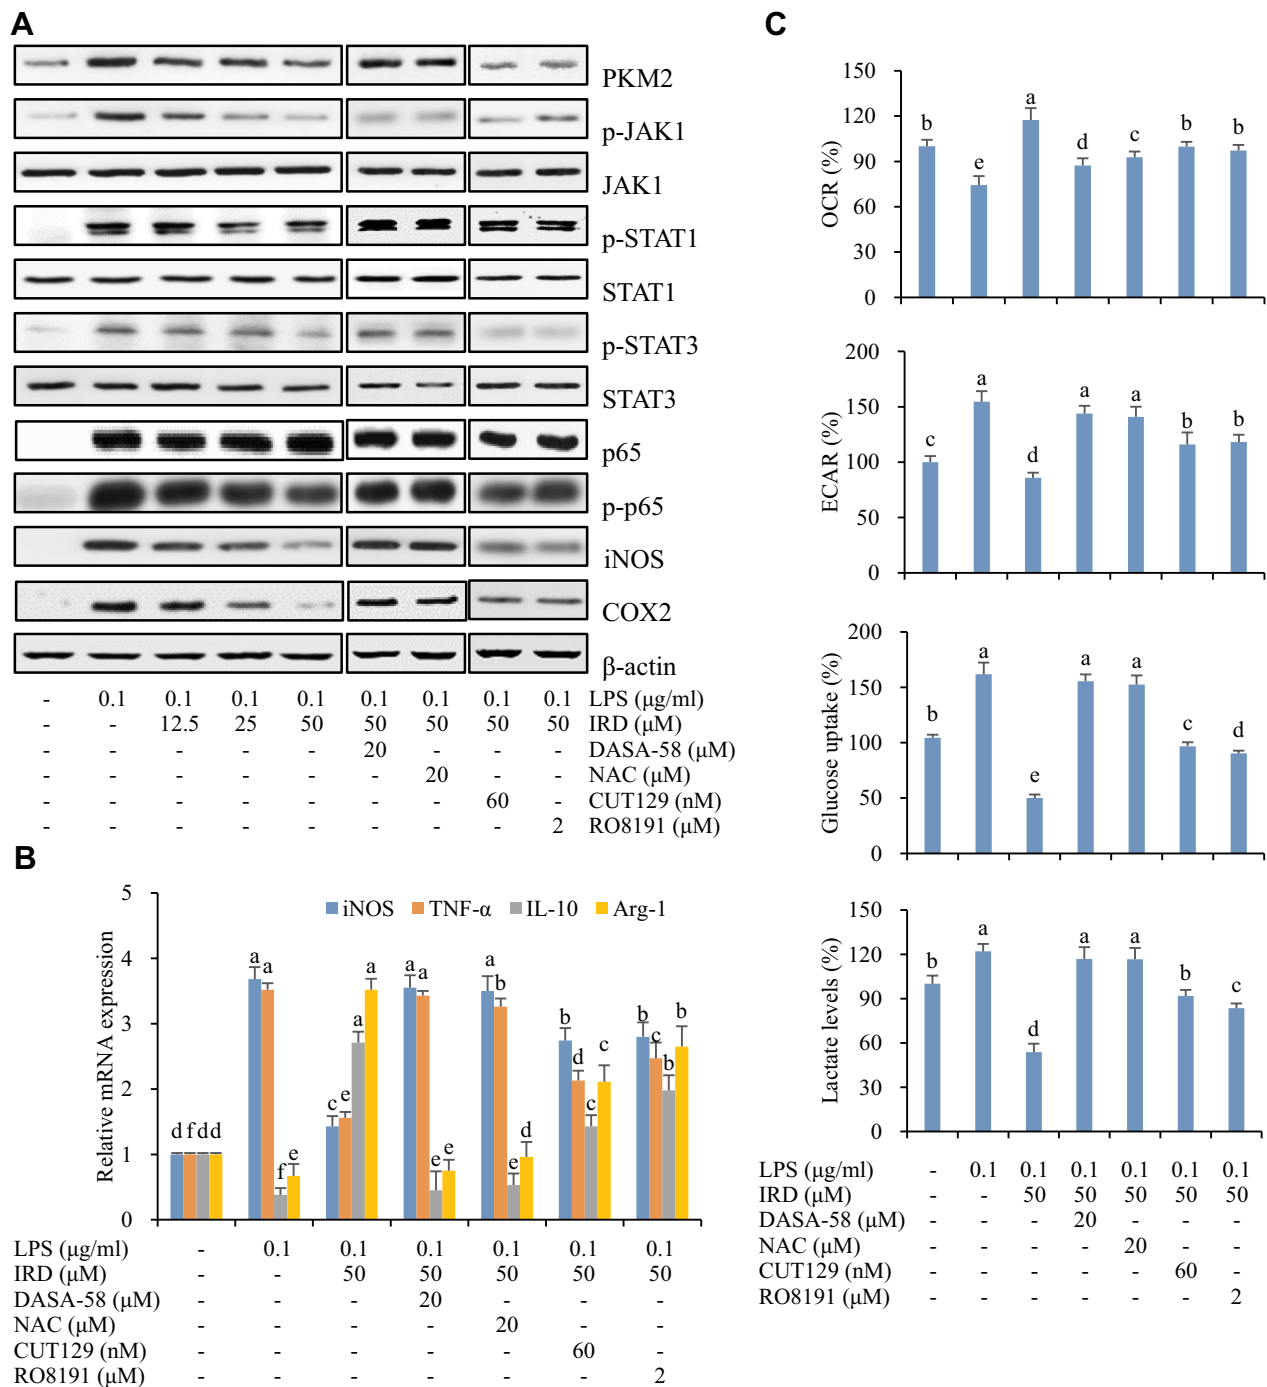 A
PKM2
p-JAK1
JAK1
p-STAT1
STAT1
p-STAT3
STAT3
p65
p-p65
iNOS
COX2
β-actin
- 0.1 0.1 0.1 0.1 0.1 0.1 0.1 0.1 LPS (μg/ml)
- - 12.5 25 50 50 50 50 50 IRD (μM)
- - - - - 20 - - - DASA-58 (μM)
- - - - - - 20 - - NAC (μM)
- - - - - - - 60 - CUT129 (nM)
- - - - - - - - 2 RO8191 (μM)
B
Relative mRNA expression
5
4
3
2
1
0
iNOS TNF-α IL-10 Arg-1
d f d d
a a f e
c e a a
a a e e
a b e d
b d c c
b c b b
LPS (μg/ml) - 0.1 0.1 0.1 0.1 0.1 0.1
IRD (μM) - - 50 50 50 50 50
DASA-58 (μM) - - - 20 - - -
NAC (μM) - - - - 20 - -
CUT129 (nM) - - - - - 60 -
RO8191 (μM) - - - - - - 2
C
OCR (%)
150
120
90
60
30
0
b e a d c b b
ECAR (%)
200
150
100
50
0
c a d a a b b
Glucose uptake (%)
200
150
100
50
0
b a e a a c d
Lactate levels (%)
150
120
90
60
30
0
b a d a a b c
LPS (μg/ml) - 0.1 0.1 0.1 0.1 0.1 0.1
IRD (μM) - - 50 50 50 50 50
DASA-58 (μM) - - - 20 - - -
NAC (μM) - - - - 20 - -
CUT129 (nM) - - - - - 60 -
RO8191 (μM) - - - - - - 2